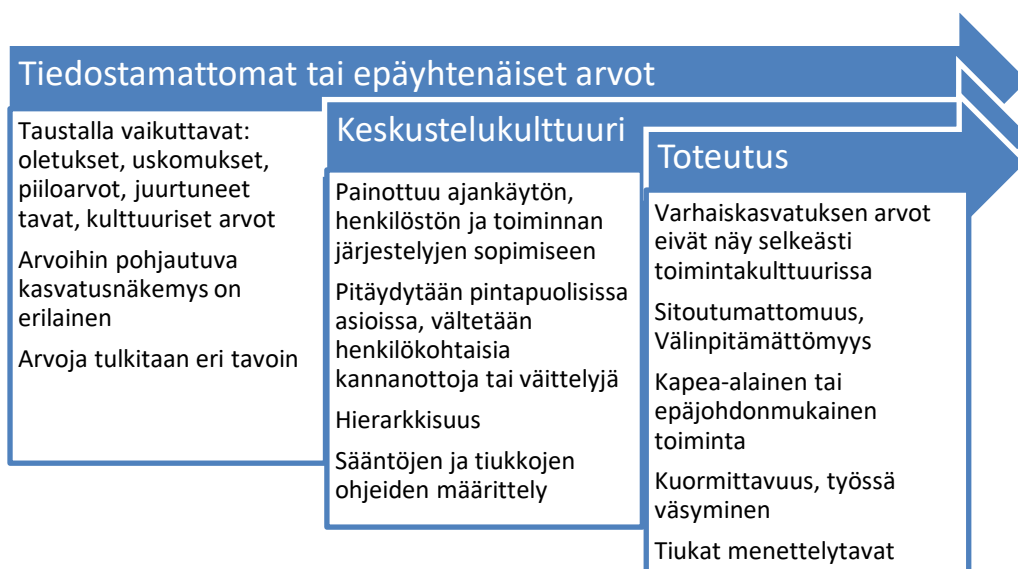 Tiedostamattomat tai epäyhtenäiset arvot
Taustalla vaikuttavat:
oletukset, uskomukset,
piiloarvot, juurtuneet
tavat, kulttuuriset arvot
Arvoihin pohjautuva
kasvatusnäkemys on
erilainen
Arvoja tulkitaan eri tavoin
Keskustelukulttuuri
Painottuu ajankäytön,
henkilöstön ja toiminnan
järjestelyjen sopimiseen
Pitäydytään pintapuolisissa
asioissa, vältetään
henkilökohtaisia
kannanottoja tai väittelyjä
Hierarkkisuus
Sääntöjen ja tiukkojen
ohjeiden määrittely
Toteutus
Varhaiskasvatuksen arvot
eivät näy selkeästi
toimintakulttuurissa
Sitoutumattomuus,
Välinpitämättömyys
Kapea-alainen tai
epäjohdonmukainen
toiminta
Kuormittavuus, työssä
väsyminen
Tiukat menettelytavat